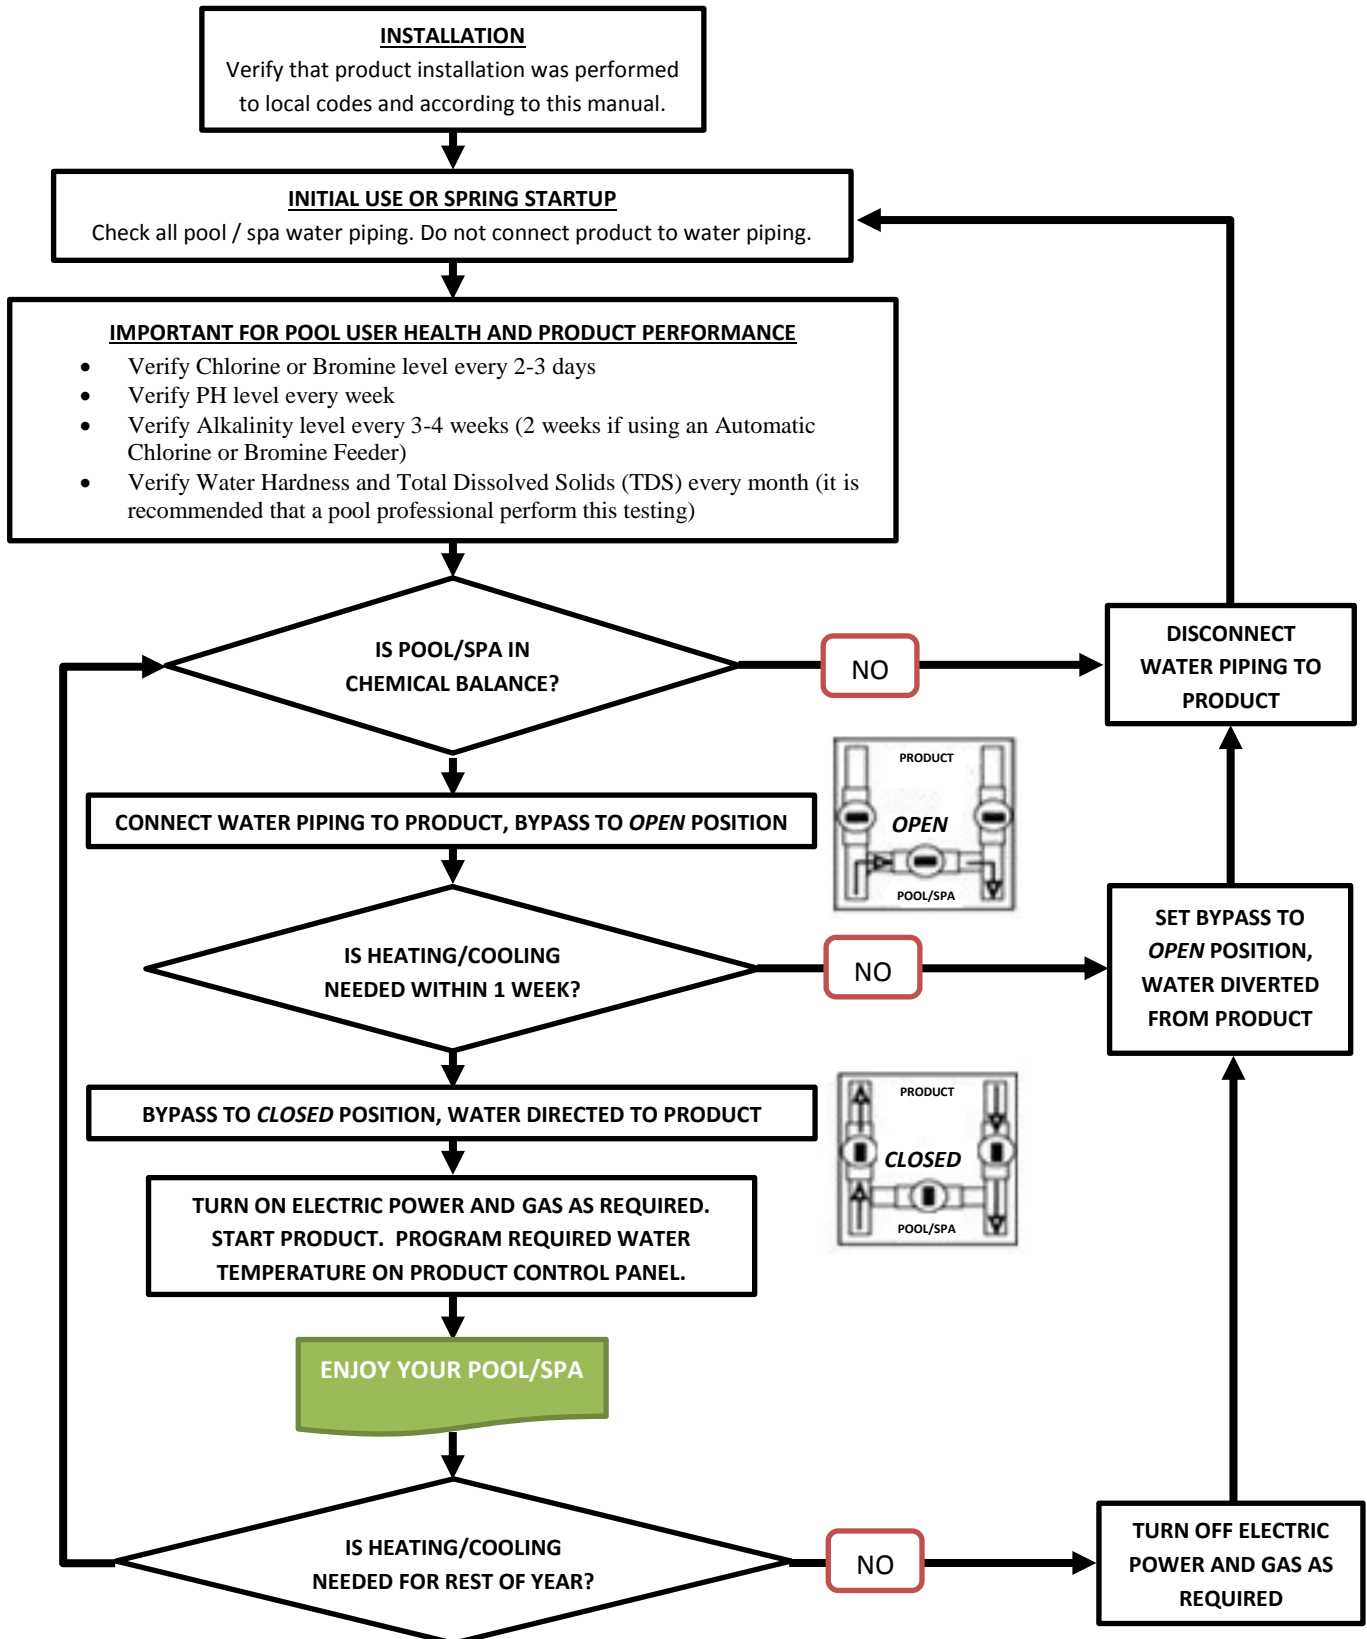 INSTALLATION
Verify that product installation was performed
to local codes and according to this manual.
INITIAL USE OR SPRING STARTUP
Check all pool / spa water piping. Do not connect product to water piping.
IMPORTANT FOR POOL USER HEALTH AND PRODUCT PERFORMANCE
• Verify Chlorine or Bromine level every 2-3 days
• Verify PH level every week
• Verify Alkalinity level every 3-4 weeks (2 weeks if using an Automatic
Chlorine or Bromine Feeder)
• Verify Water Hardness and Total Dissolved Solids (TDS) every month (it is
recommended that a pool professional perform this testing)
IS POOL/SPA IN
CHEMICAL BALANCE?
NO
DISCONNECT
WATER PIPING TO
PRODUCT
CONNECT WATER PIPING TO PRODUCT, BYPASS TO OPEN POSITION
PRODUCT
OPEN
POOL/SPA
IS HEATING/COOLING
NEEDED WITHIN 1 WEEK?
NO
SET BYPASS TO
OPEN POSITION,
WATER DIVERTED
FROM PRODUCT
BYPASS TO CLOSED POSITION, WATER DIRECTED TO PRODUCT
PRODUCT
CLOSED
POOL/SPA
TURN ON ELECTRIC POWER AND GAS AS REQUIRED.
START PRODUCT. PROGRAM REQUIRED WATER
TEMPERATURE ON PRODUCT CONTROL PANEL.
ENJOY YOUR POOL/SPA
IS HEATING/COOLING
NEEDED FOR REST OF YEAR?
NO
TURN OFF ELECTRIC
POWER AND GAS AS
REQUIRED